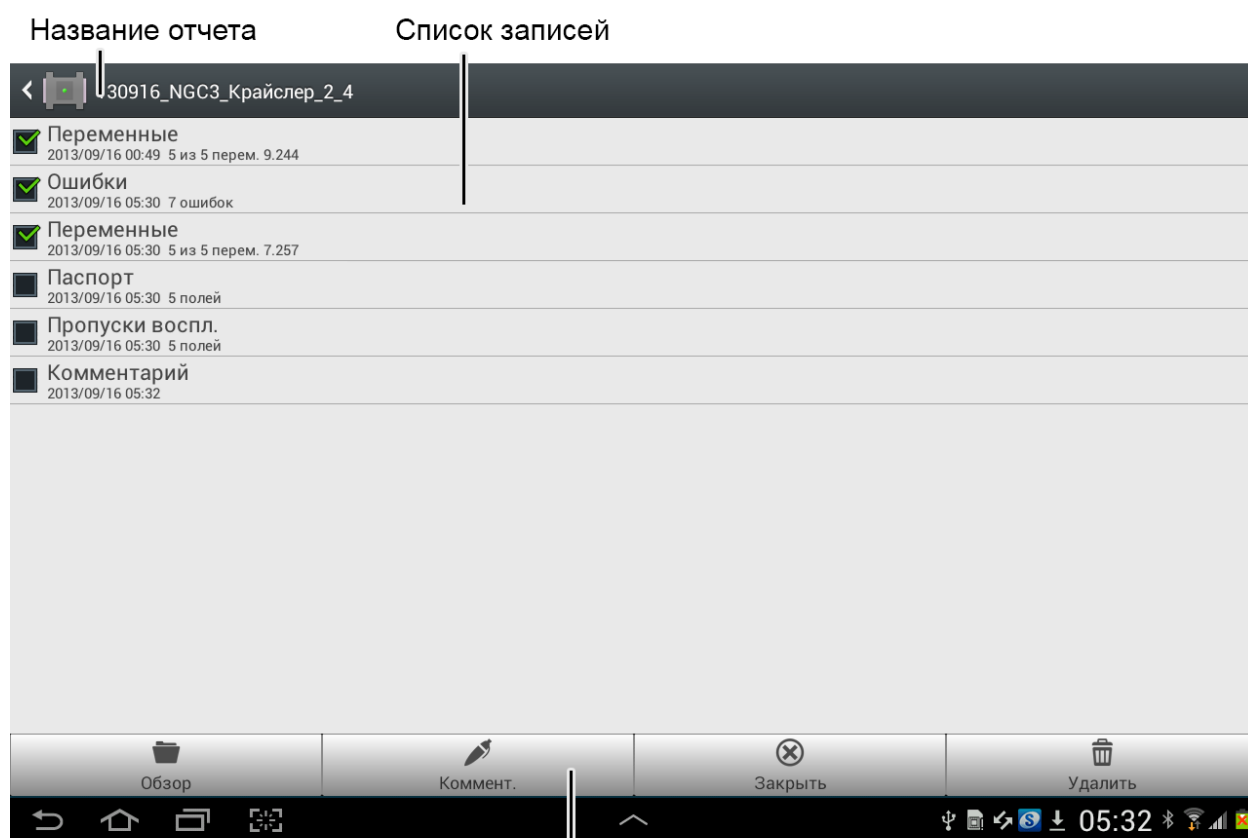 Название отчета
Список записей
30916_NGC3_Крайслер_2_4
Переменные
2013/09/16 00:49 5 из 5 перем. 9.244
Ошибки
2013/09/16 05:30 7 ошибок
Переменные
2013/09/16 05:30 5 из 5 перем. 7.257
Паспорт
2013/09/16 05:30 5 полей
Пропуски воспл.
2013/09/16 05:30 5 полей
Комментарий
2013/09/16 05:32
Обзор
Коммент.
Закрыть
Удалить
05:32